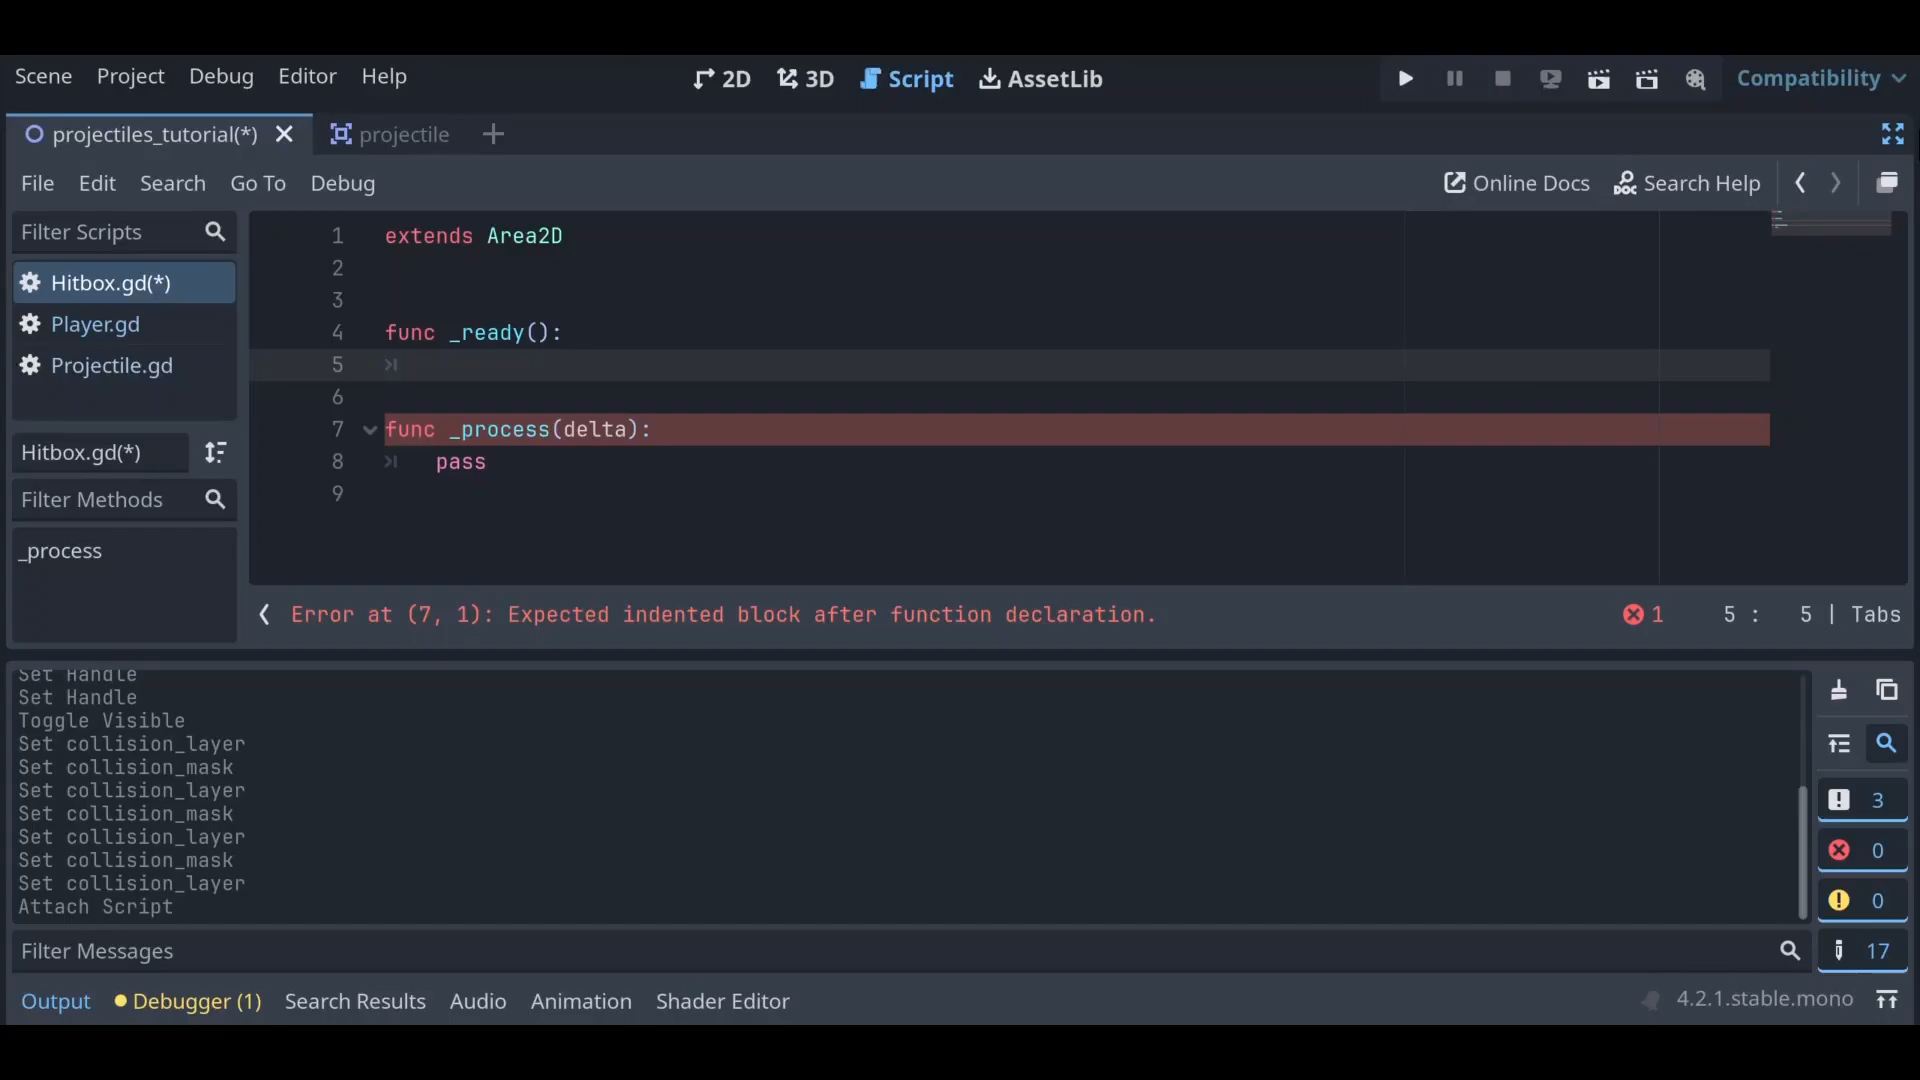 Scene Project Debug Editor Help
2D 3D Script AssetLib
Compatibility
projectiles_tutorial(*)
projectile
File Edit Search Go To Debug
Online Docs Search Help
Filter Scripts
Hitbox.gd(*)
Player.gd
Projectile.gd
Hitbox.gd(*)
Filter Methods
_process
1 extends Area2D
2
3
4 func _ready():
5
6
7 func _process(delta):
8 pass
9
Error at (7, 1): Expected indented block after function declaration.
1 5 : 5 | Tabs
Set Handle
Set Handle
Toggle Visible
Set collision_layer
Set collision_mask
Set collision_layer
Set collision_mask
Set collision_layer
Set collision_mask
Set collision_layer
Attach Script
3
0
0
17
Filter Messages
Output Debugger (1) Search Results Audio Animation Shader Editor
4.2.1.stable.mono